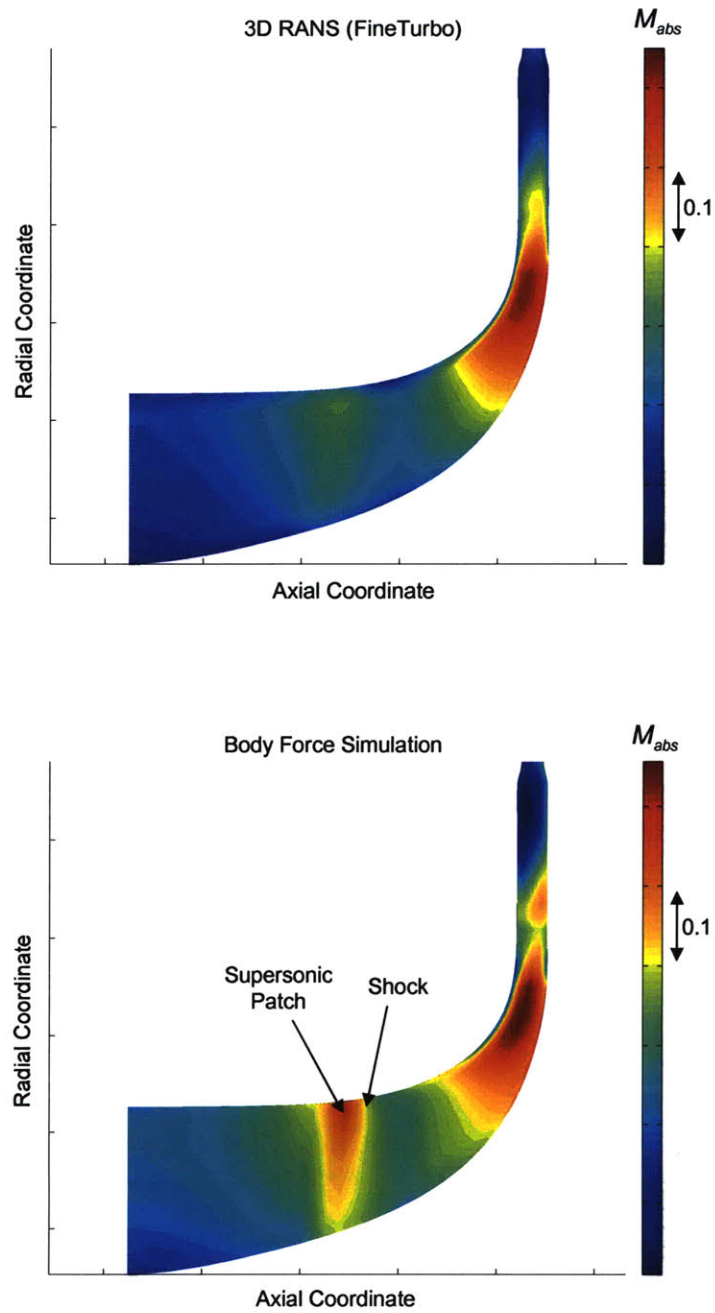 3D RANS (FineTurbo)
M_abs
0.1
Radial Coordinate
Axial Coordinate
Body Force Simulation
M_abs
0.1
Supersonic
Patch
Shock
Radial Coordinate
Axial Coordinate